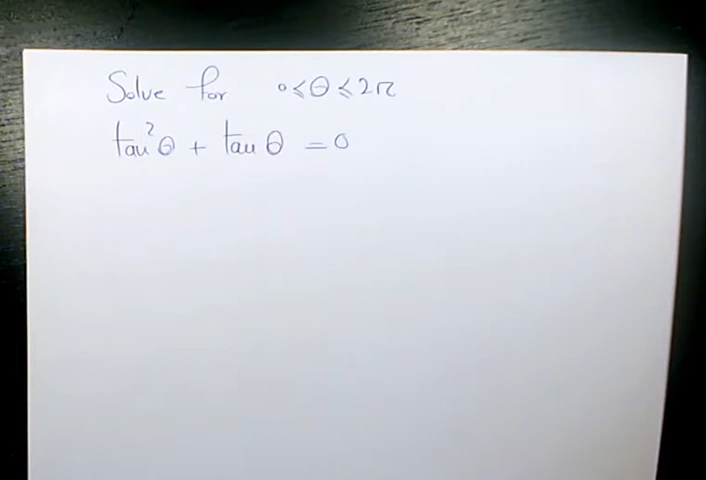 Solve for 0 ≤ θ ≤ 2π
tan²θ + tan θ = 0